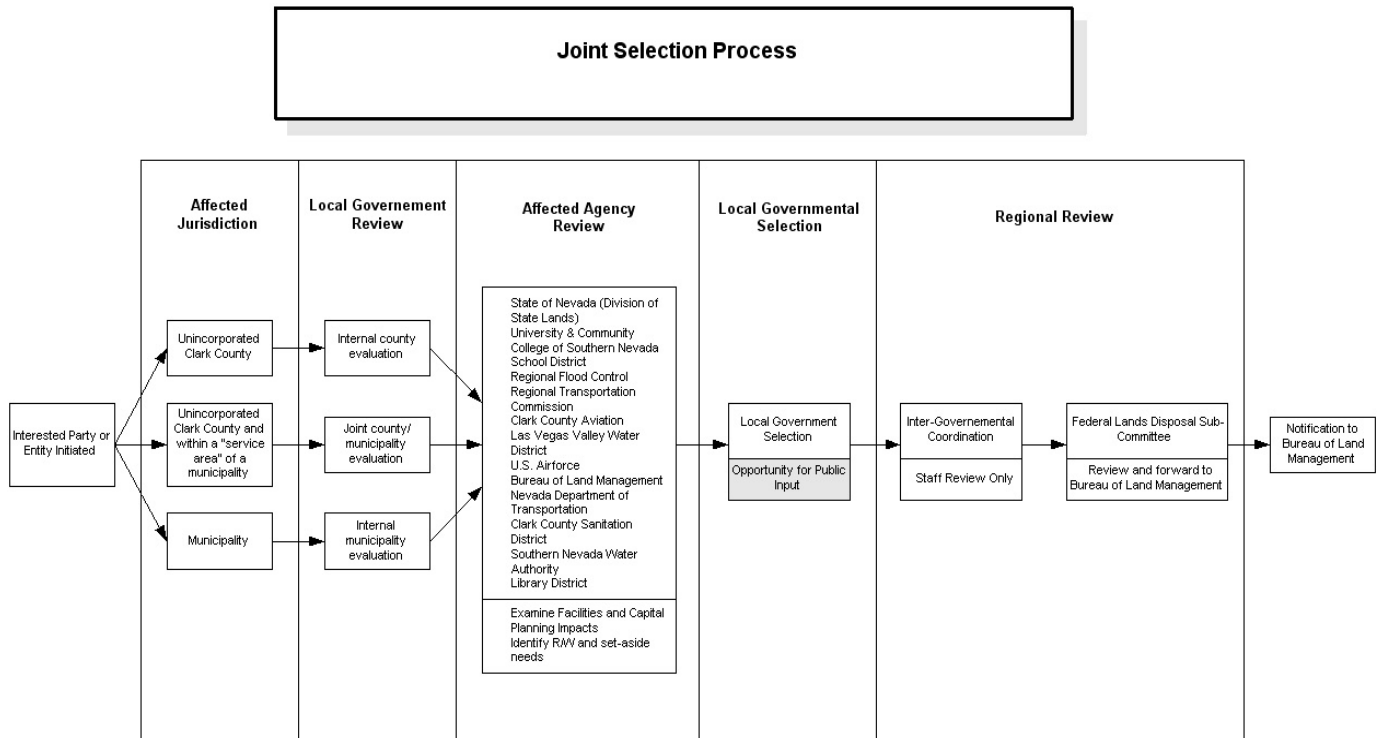 Joint Selection Process
Affected
Jurisdiction
Local Governement
Review
Affected Agency
Review
Local Governmental
Selection
Regional Review
Interested Party or
Entity Initiated
Unincorporated
Clark County
Unincorporated
Clark County and
within a "service
area" of a
municipality
Municipality
Internal county
evaluation
Joint county/
municipality
evaluation
Internal
municipality
evaluation
State of Nevada (Division of
State Lands)
University & Community
College of Southern Nevada
School District
Regional Flood Control
Regional Transportation
Commission
Clark County Aviation
Las Vegas Valley Water
District
U.S. Airforce
Bureau of Land Management
Nevada Department of
Transportation
Clark County Sanitation
District
Southern Nevada Water
Authority
Library District
Examine Facilities and Capital
Planning Impacts
Identify R/W and set-aside
needs
Local Government
Selection
Opportunity for Public
Input
Inter-Governemental
Coordination
Staff Review Only
Federal Lands Disposal Sub-
Committee
Review and forward to
Bureau of Land Management
Notification to
Bureau of Land
Management